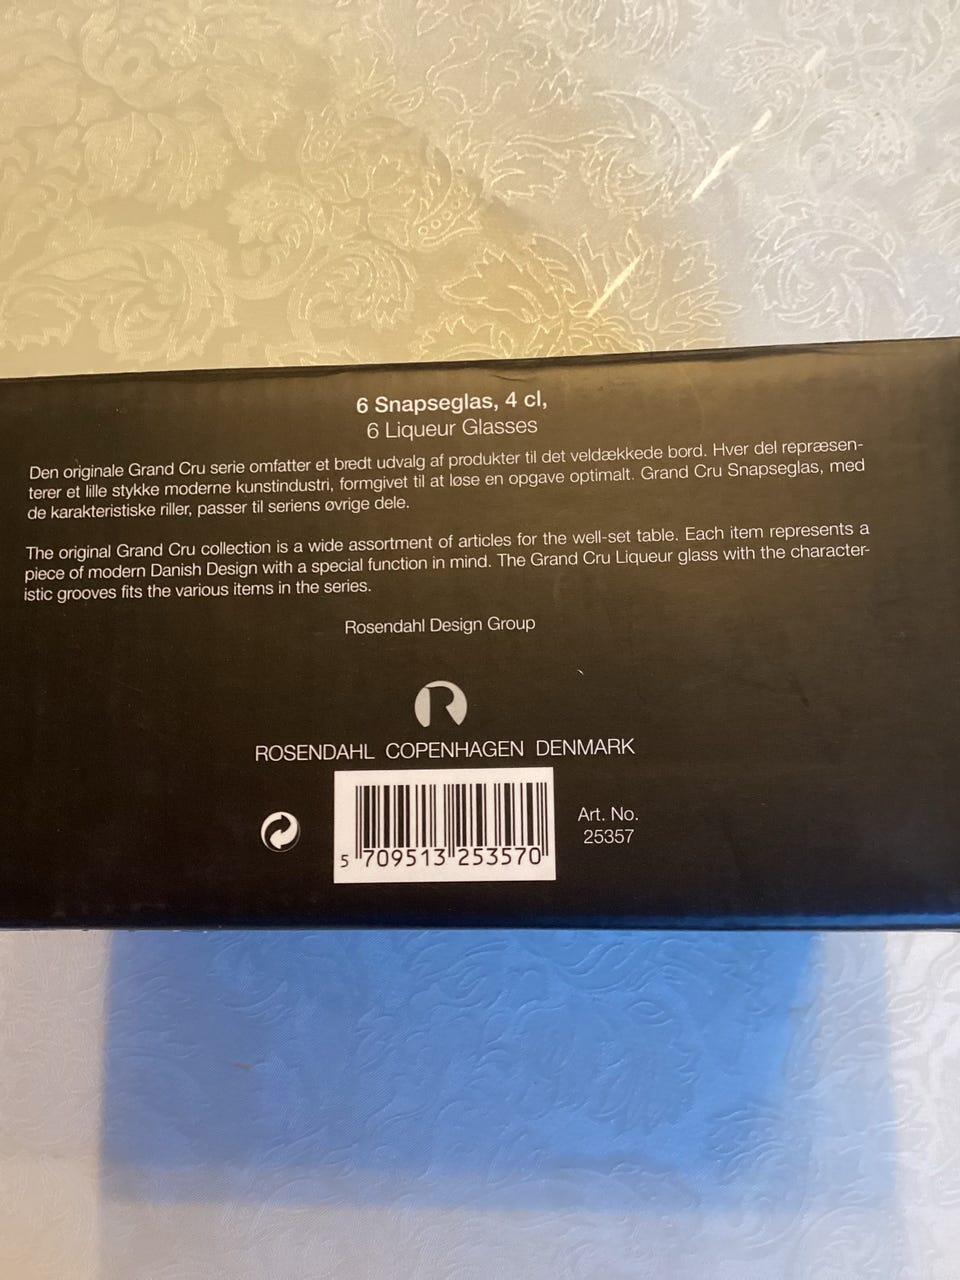 6 Snapseglas, 4 cl,
6 Liqueur Glasses
Den originale Grand Cru serie omfatter et bredt udvalg af produkter til det veldækkede bord. Hver del repræsen-
terer et lille stykke moderne kunstindustri, formgivet til at løse en opgave optimalt. Grand Cru Snapseglas, med
de karakteristiske riller, passer til seriens øvrige dele.
The original Grand Cru collection is a wide assortment of articles for the well-set table. Each item represents a
piece of modern Danish Design with a special function in mind. The Grand Cru Liqueur glass with the character-
istic grooves fits the various items in the series.
Rosendahl Design Group
R
ROSENDAHL COPENHAGEN DENMARK
Art. No.
25357
5 709513 253570